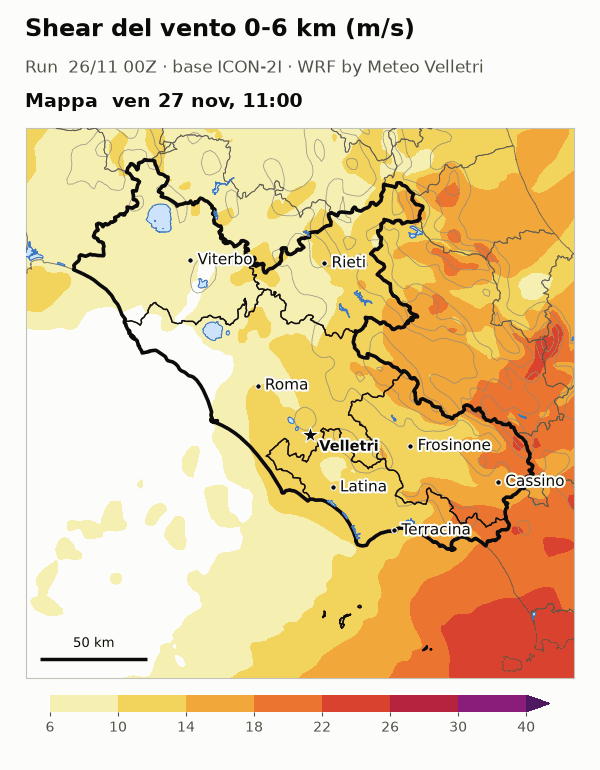 Shear del vento 0-6 km (m/s)
Run  26/11 00Z · base ICON-2I · WRF by Meteo Velletri
Mappa  ven 27 nov, 11:00
Viterbo
Rieti
Roma
Velletri
Frosinone
Cassino
Latina
Terracina
50 km
6 10 14 18 22 26 30 40